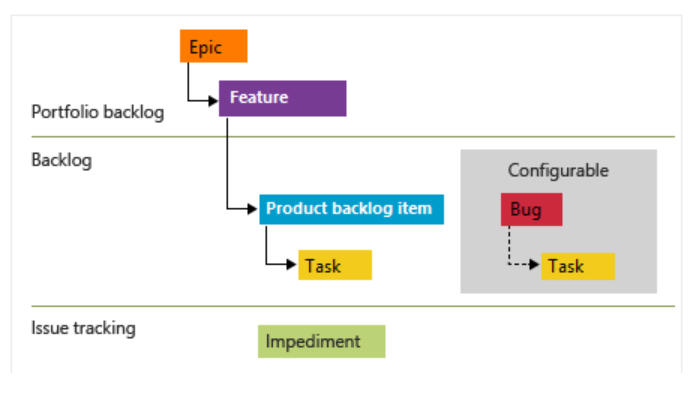 Epic
Feature
Portfolio backlog
Backlog
Configurable
Product backlog item
Bug
Task
Task
Issue tracking
Impediment